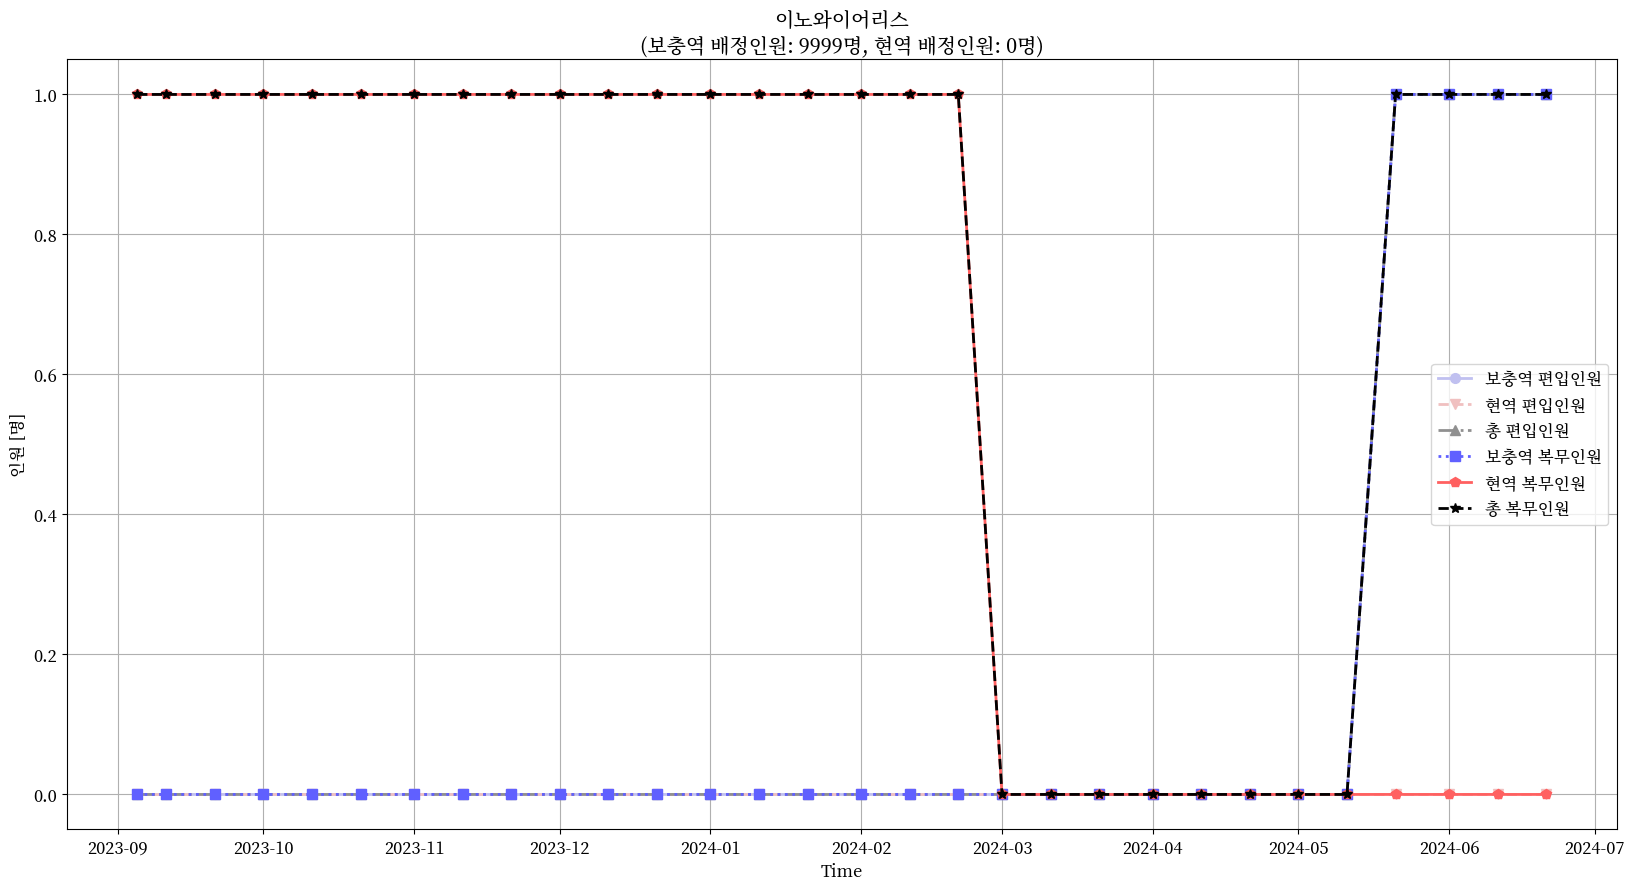 이노와이어리스
(보충역 배정인원: 9999명, 현역 배정인원: 0명)
인원 [명]
1.0
0.8
0.6
0.4
0.2
0.0
보충역 편입인원
현역 편입인원
총 편입인원
보충역 복무인원
현역 복무인원
총 복무인원
2023-09
2023-10
2023-11
2023-12
2024-01
2024-02
2024-03
2024-04
2024-05
2024-06
2024-07
Time